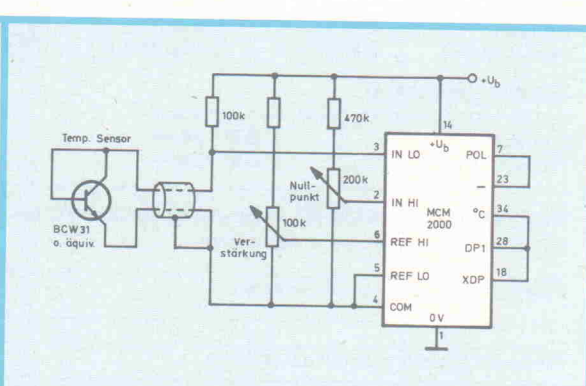 +Ub
100k
470k
14
+Ub
Temp. Sensor
3
IN LO
POL
7
200k
Null-
punkt
23
–
2
IN HI
MCM
2000
°C
34
BCW31
o. äquiv.
100k
Ver-
stärkung
6
REF HI
DP1
28
5
REF LO
XDP
18
4
COM
0V
1